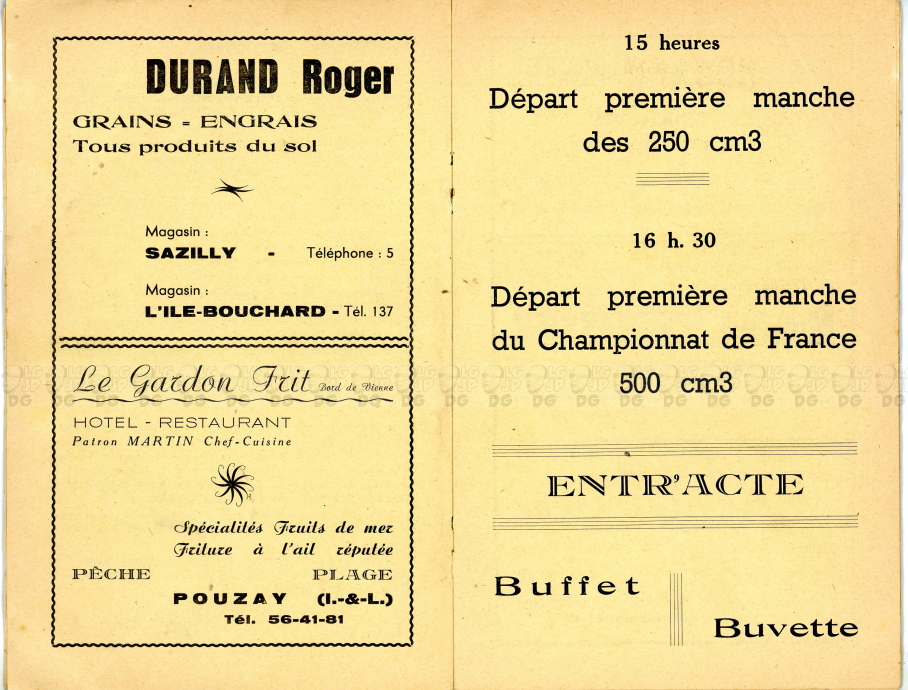 DURAND Roger
GRAINS = ENGRAIS
Tous produits du sol
Magasin :
SAZILLY - Téléphone : 5
Magasin :
L'ILE-BOUCHARD - Tél. 137
Le Gardon Frit Bord de Vienne
HOTEL - RESTAURANT
Patron MARTIN Chef-Cuisine
Spécialités Fruits de mer
Friture à l'ail réputée
PÊCHE PLAGE
POUZAY (I.-&-L.)
Tél. 56-41-81
15 heures
Départ première manche
des 250 cm3
16 h. 30
Départ première manche
du Championnat de France
500 cm3
ENTR'ACTE
Buffet
Buvette